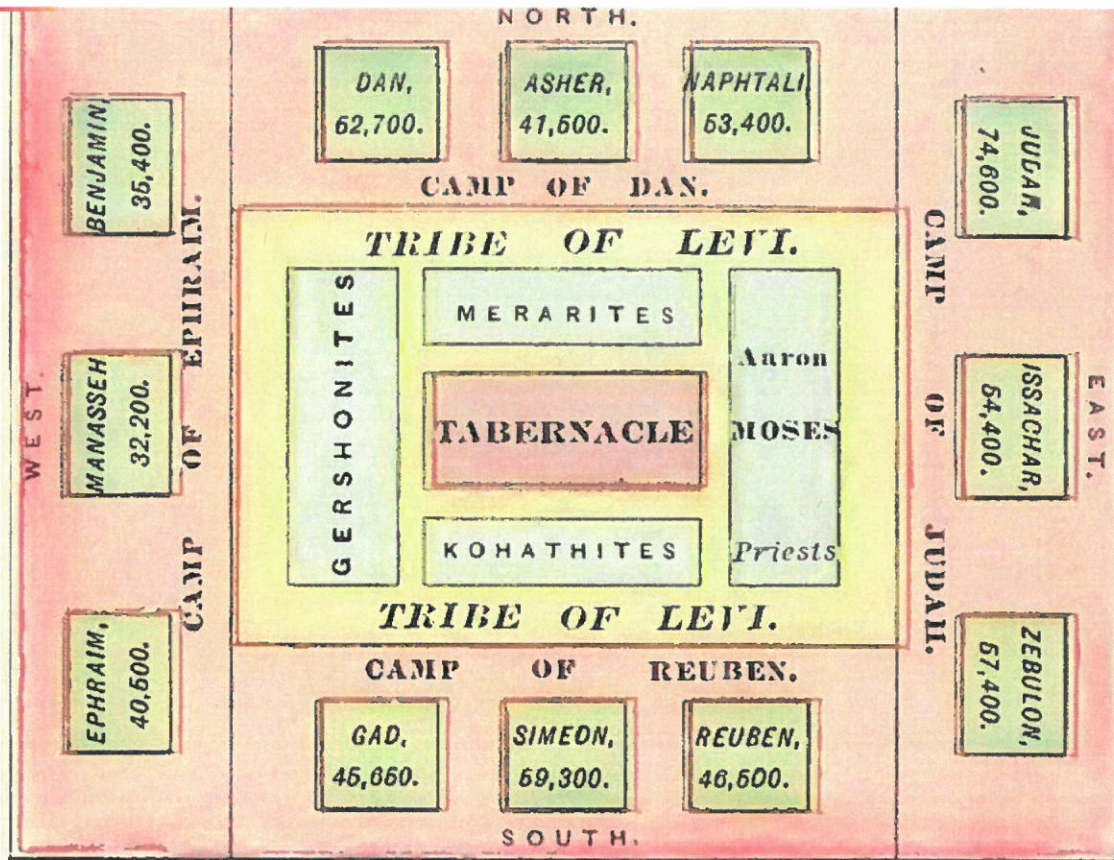 NORTH.
DAN,
62,700.
ASHER,
41,500.
NAPHTALI
53,400.
CAMP OF DAN.
WEST.
BENJAMIN,
35,400.
MANASSEH
32,200.
EPHRAIM,
40,500.
CAMP OF EPHRAIM.
TRIBE OF LEVI.
GERSHONITES
MERARITES
TABERNACLE
KOHATHITES
Aaron
MOSES
Priests
TRIBE OF LEVI.
CAMP OF JUDAH.
JUDAH,
74,600.
ISSACHAR,
54,400.
ZEBULON,
57,400.
EAST.
CAMP OF REUBEN.
GAD,
45,650.
SIMEON,
59,300.
REUBEN,
46,500.
SOUTH.